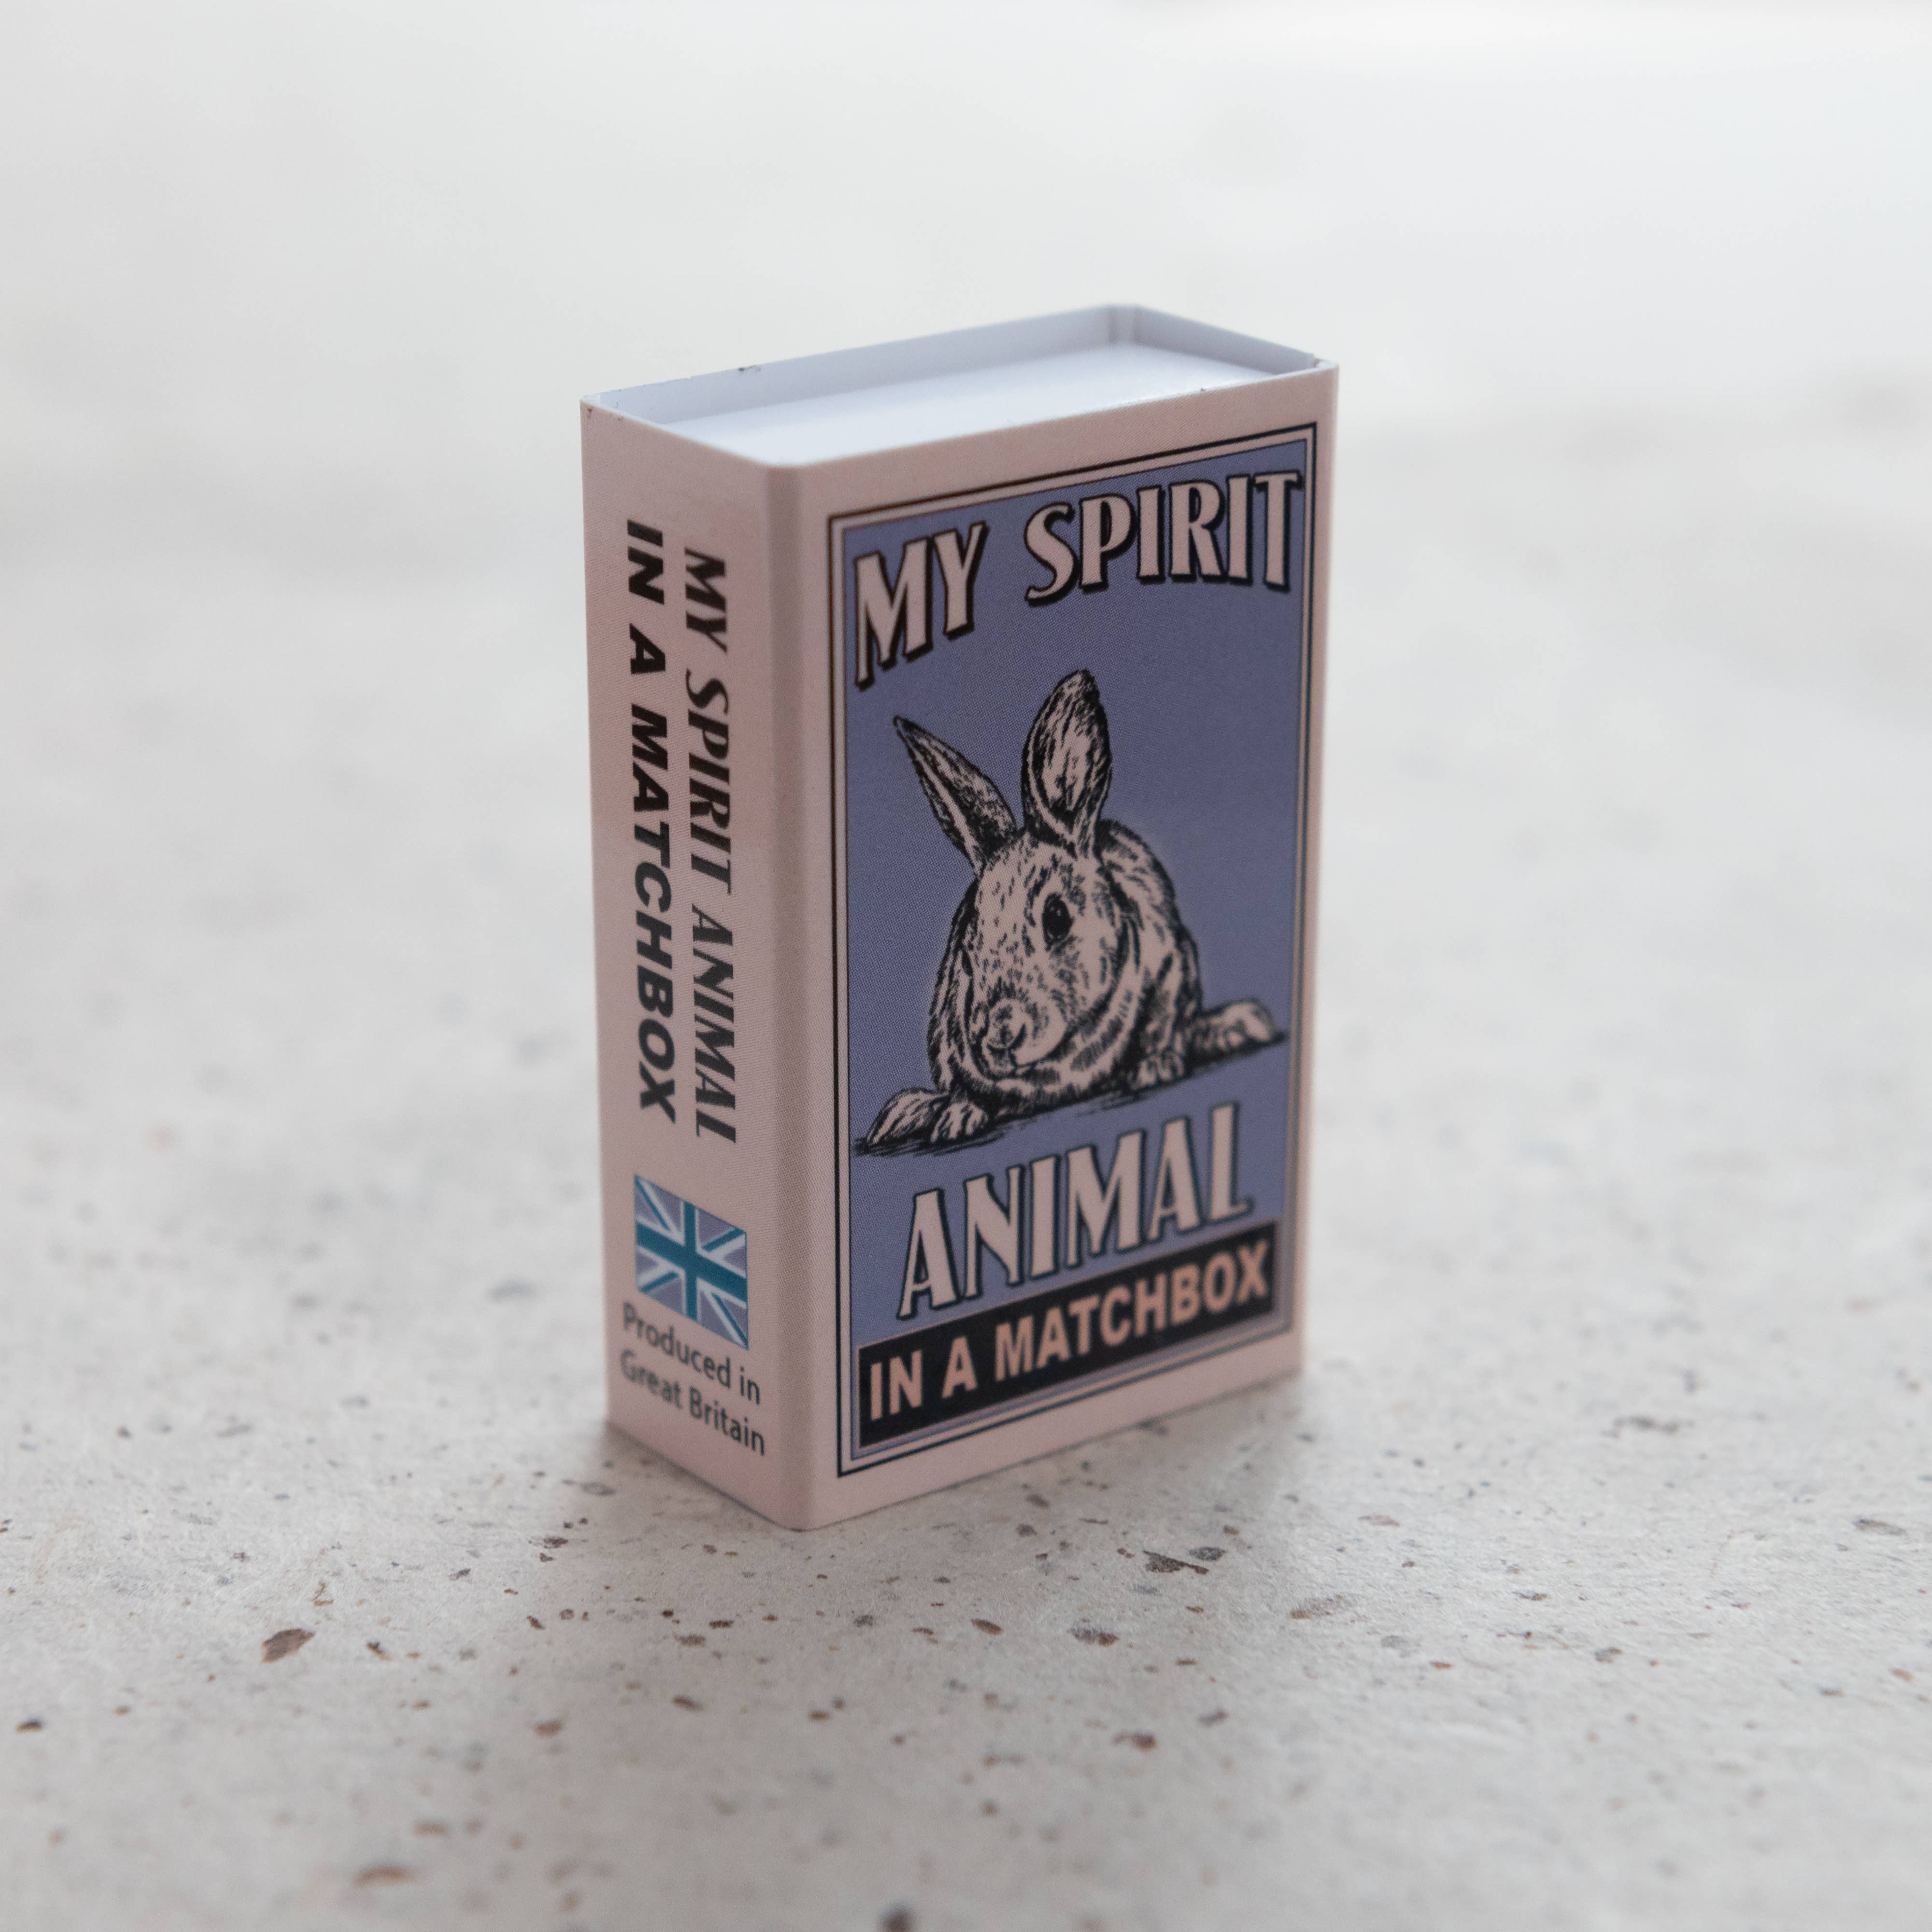 MY SPIRIT
ANIMAL
IN A MATCHBOX
MY SPIRIT ANIMAL
IN A MATCHBOX
Produced in
Great Britain